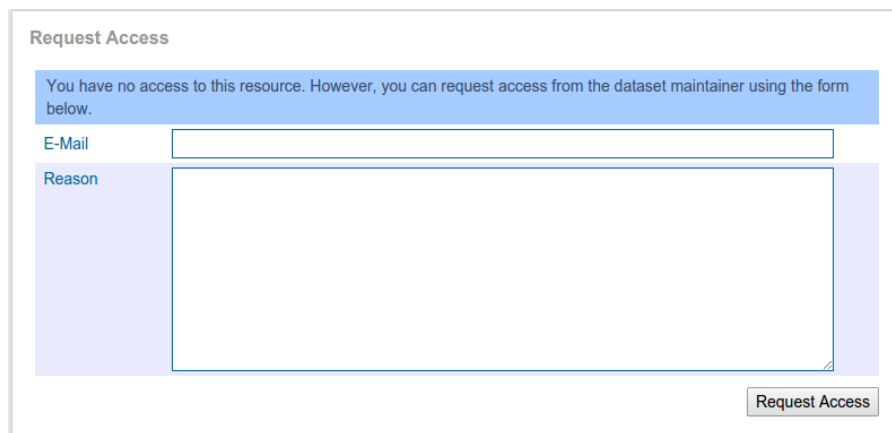 Request Access
You have no access to this resource. However, you can request access from the dataset maintainer using the form
below.
E-Mail
Reason
Request Access